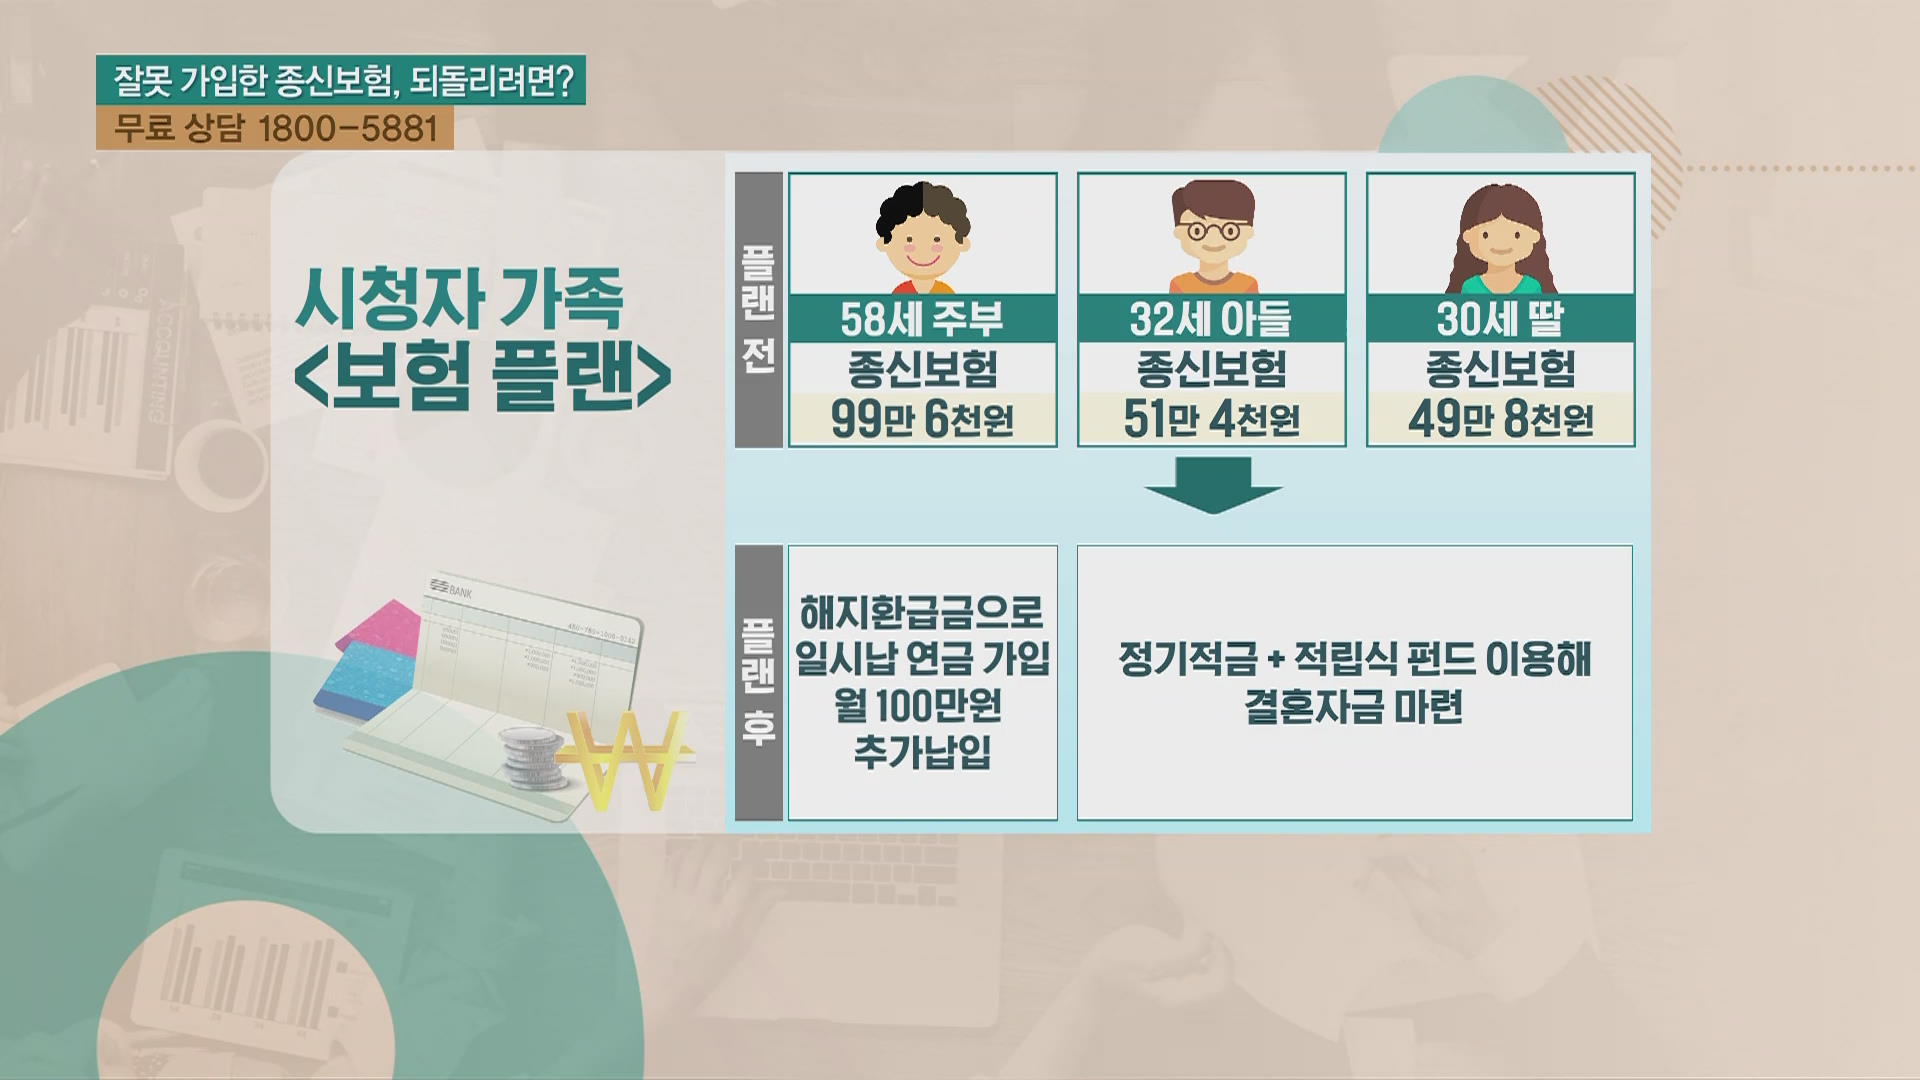 잘못 가입한 종신보험, 되돌리려면?
무료 상담 1800-5881
시청자 가족
<보험 플랜>
플랜 전
58세 주부
종신보험
99만 6천원
32세 아들
종신보험
51만 4천원
30세 딸
종신보험
49만 8천원
플랜 후
해지환급금으로
일시납 연금 가입
월 100만원
추가납입
정기적금 + 적립식 펀드 이용해
결혼자금 마련
BANK
ACCOUNTING